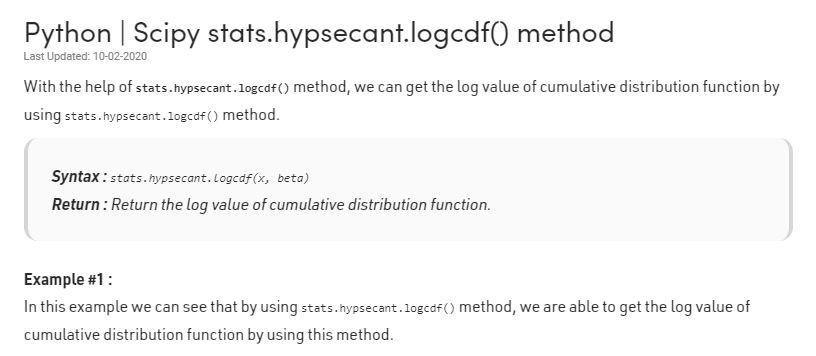 Python | Scipy stats.hypsecant.logcdf() method
Last Updated: 10-02-2020
With the help of stats.hypsecant.logcdf() method, we can get the log value of cumulative distribution function by
using stats.hypsecant.logcdf() method.
Syntax : stats.hypsecant.logcdf(x, beta)
Return : Return the log value of cumulative distribution function.
Example #1 :
In this example we can see that by using stats.hypsecant.logcdf() method, we are able to get the log value of
cumulative distribution function by using this method.